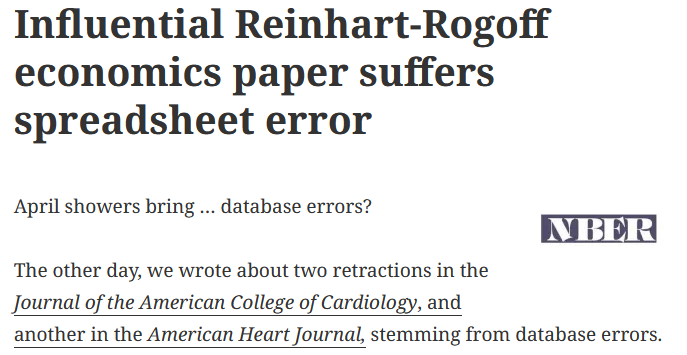 Influential Reinhart-Rogoff
economics paper suffers
spreadsheet error
April showers bring … database errors?
NBER
The other day, we wrote about two retractions in the
Journal of the American College of Cardiology, and
another in the American Heart Journal, stemming from database errors.